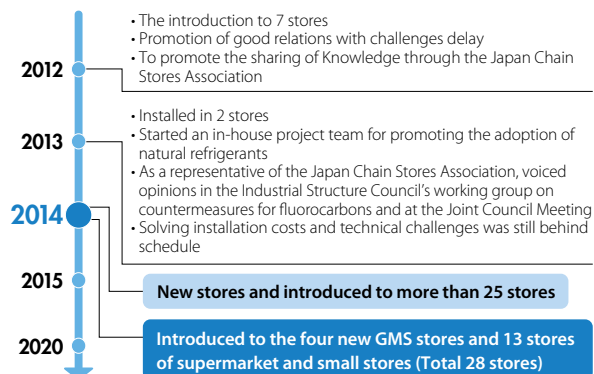 • The introduction to 7 stores
• Promotion of good relations with challenges delay
2012
• To promote the sharing of Knowledge through the Japan Chain
Stores Association
• Installed in 2 stores
2013
• Started an in-house project team for promoting the adoption of
natural refrigerants
• As a representative of the Japan Chain Stores Association, voiced
opinions in the Industrial Structure Council's working group on
2014
countermeasures for fluorocarbons and at the Joint Council Meeting
• Solving installation costs and technical challenges was still behind
schedule
2015
New stores and introduced to more than 25 stores
2020
Introduced to the four new GMS stores and 13 stores
of supermarket and small stores (Total 28 stores)